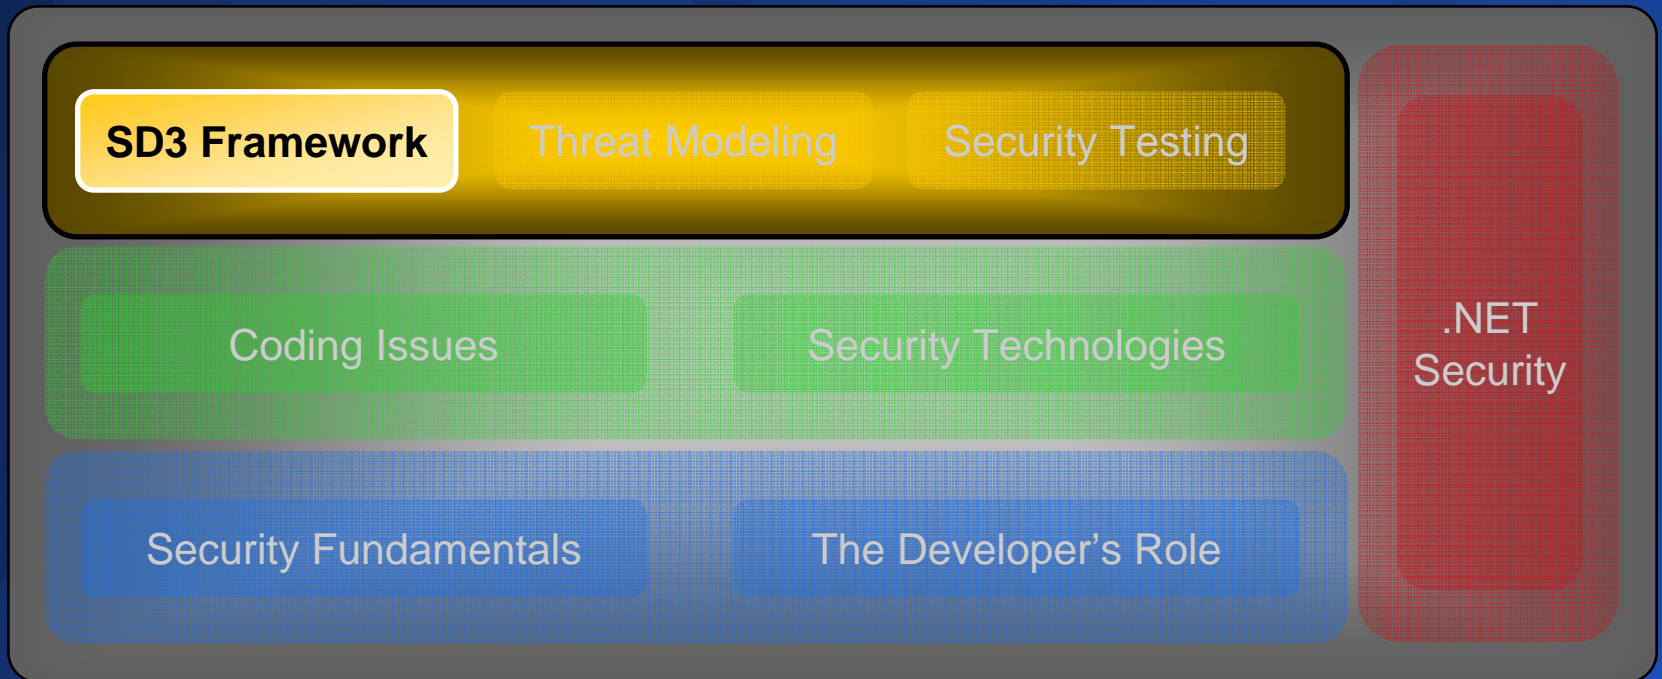 SD3 Framework
Threat Modeling
Security Testing
Coding Issues
Security Technologies
.NET
Security
Security Fundamentals
The Developer’s Role